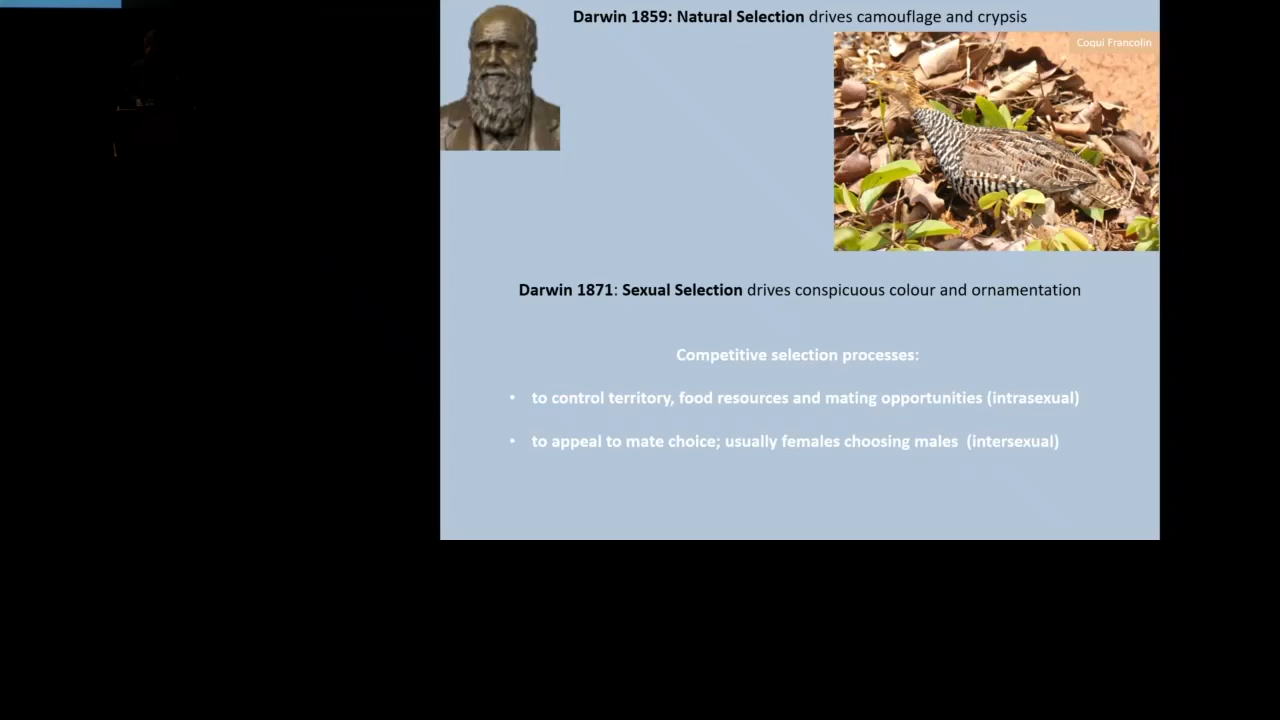 Darwin 1859: Natural Selection drives camouflage and crypsis
Coqui Francolin
Darwin 1871: Sexual Selection drives conspicuous colour and ornamentation
Competitive selection processes:
• to control territory, food resources and mating opportunities (intrasexual)
• to appeal to mate choice; usually females choosing males (intersexual)